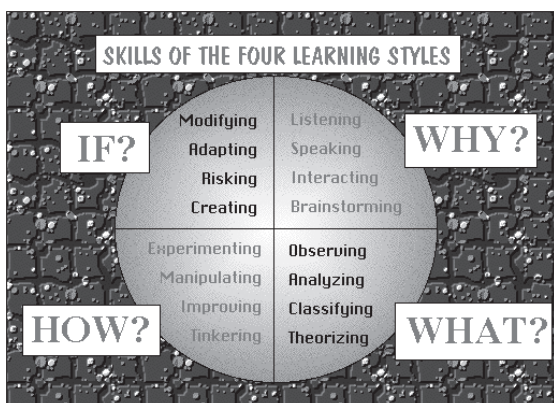 SKILLS OF THE FOUR LEARNING STYLES
IF?
Modifying
Adapting
Risking
Creating
Listening
Speaking
Interacting
Brainstorming
WHY?
HOW?
Experimenting
Manipulating
Improving
Tinkering
Observing
Analyzing
Classifying
Theorizing
WHAT?